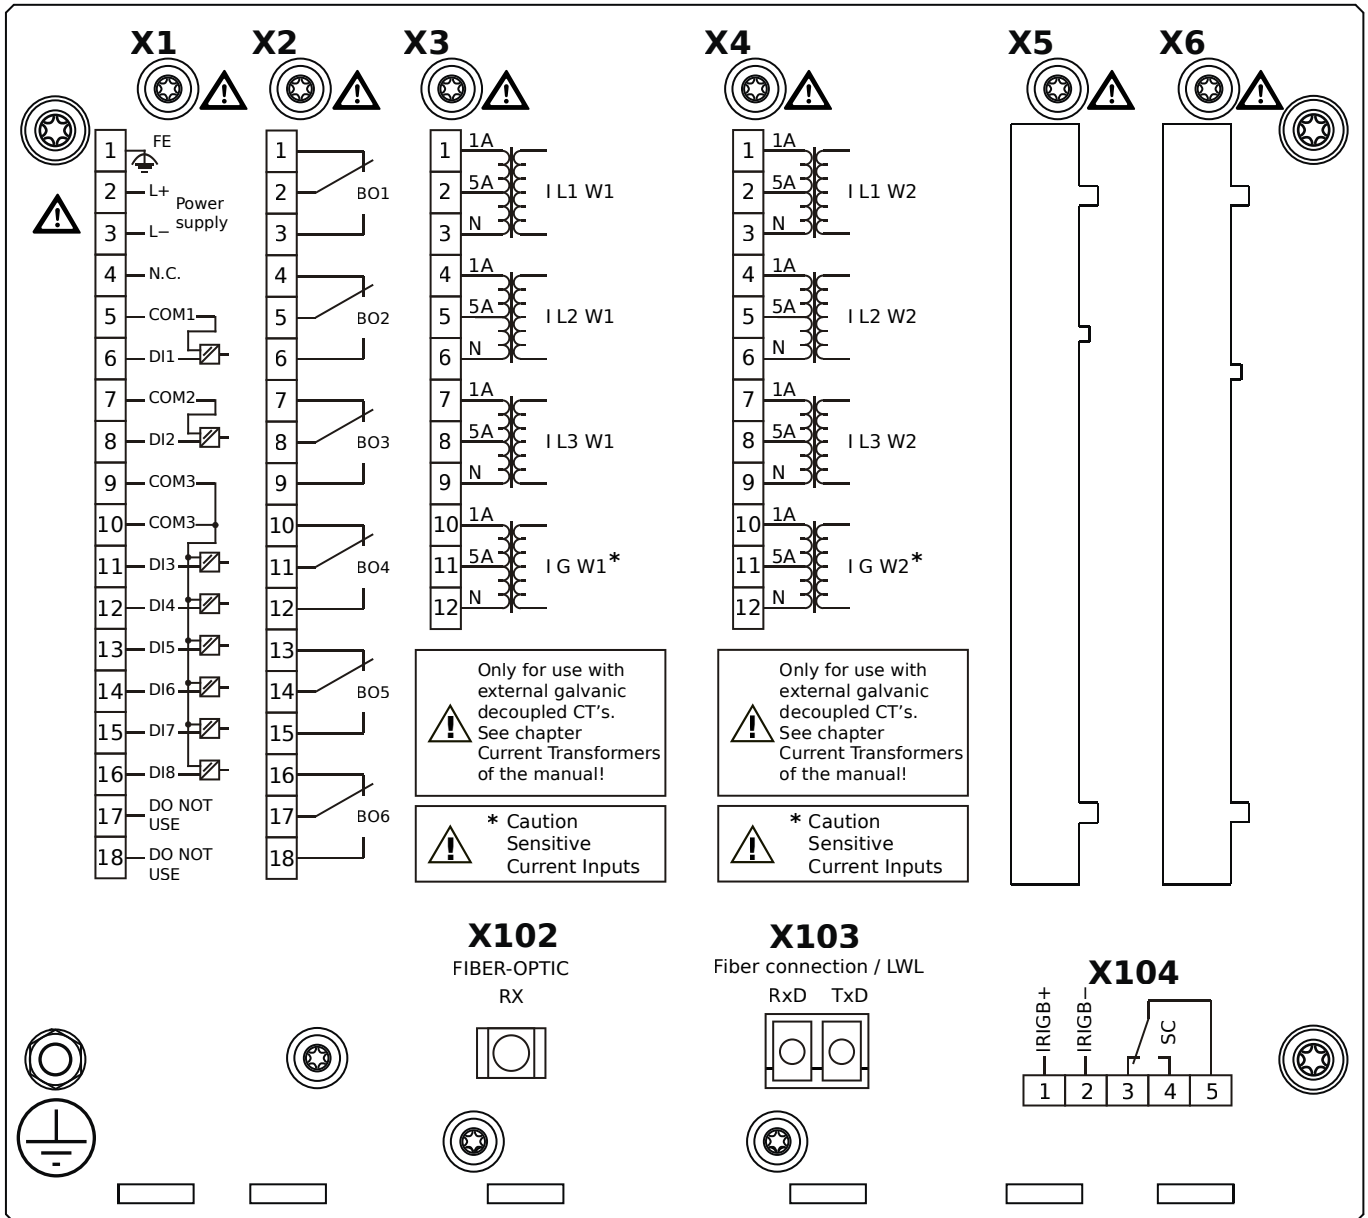 X1
X2
X3
X4
X5
X6
1
FE
2
L+
Power
supply
3
L−
4
N.C.
5
COM1
6
DI1
7
COM2
8
DI2
9
COM3
10
COM3
11
DI3
12
DI4
13
DI5
14
DI6
15
DI7
16
DI8
17
DO NOT
USE
18
DO NOT
USE
1
2
BO1
3
4
5
BO2
6
7
8
BO3
9
10
11
BO4
12
13
14
BO5
15
16
17
BO6
18
1
1A
2
5A
I L1 W1
3
N
4
1A
5
5A
I L2 W1
6
N
7
1A
8
5A
I L3 W1
9
N
10
1A
11
5A
I G W1*
12
N
Only for use with
external galvanic
decoupled CT's.
See chapter
Current Transformers
of the manual!
* Caution
Sensitive
Current Inputs
1
1A
2
5A
I L1 W2
3
N
4
1A
5
5A
I L2 W2
6
N
7
1A
8
5A
I L3 W2
9
N
10
1A
11
5A
I G W2*
12
N
Only for use with
external galvanic
decoupled CT's.
See chapter
Current Transformers
of the manual!
* Caution
Sensitive
Current Inputs
X102
FIBER-OPTIC
RX
X103
Fiber connection / LWL
RxD TxD
X104
IRIGB+
IRIGB−
SC
1 2 3 4 5